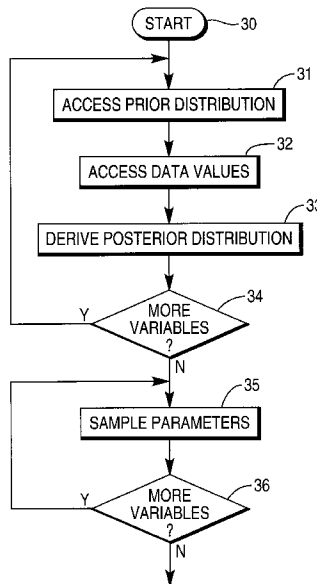 START
30
31
ACCESS PRIOR DISTRIBUTION
32
ACCESS DATA VALUES
33
DERIVE POSTERIOR DISTRIBUTION
34
Y
MORE
VARIABLES
?
N
35
SAMPLE PARAMETERS
36
Y
MORE
VARIABLES
?
N